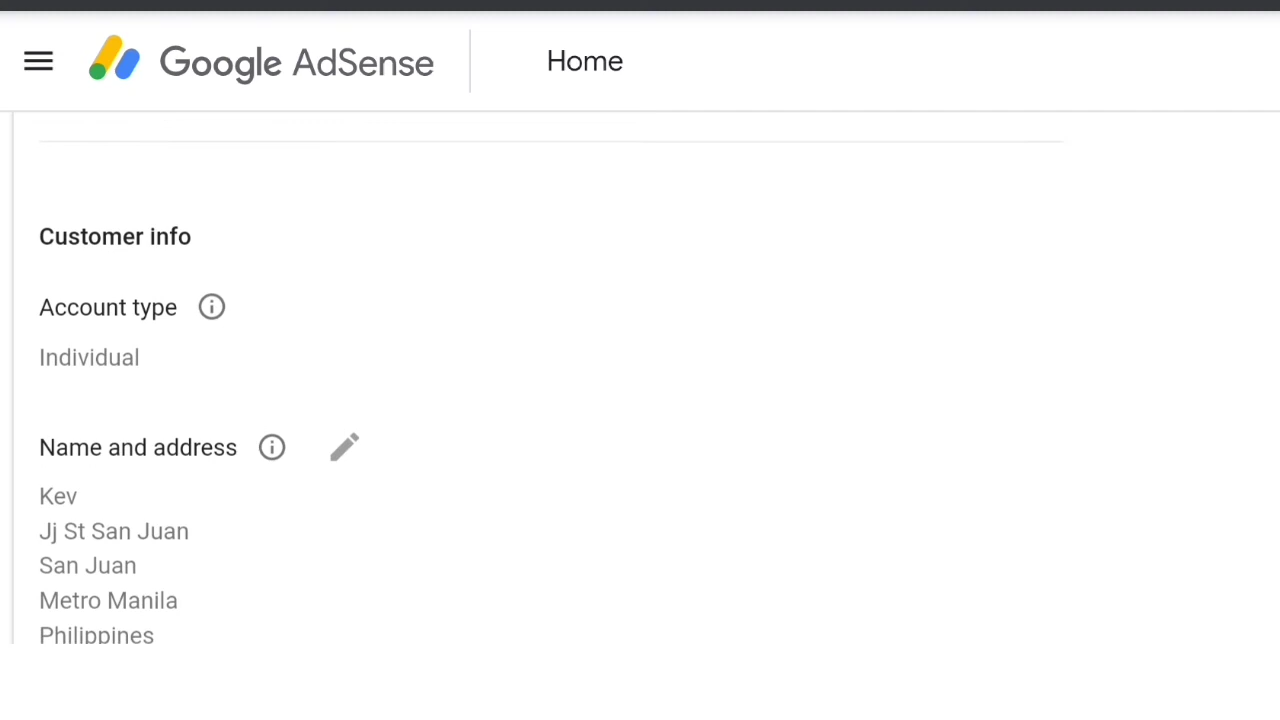 Google AdSense Home
Customer info
Account type
Individual
Name and address
Kev
Jj St San Juan
San Juan
Metro Manila
Philippines